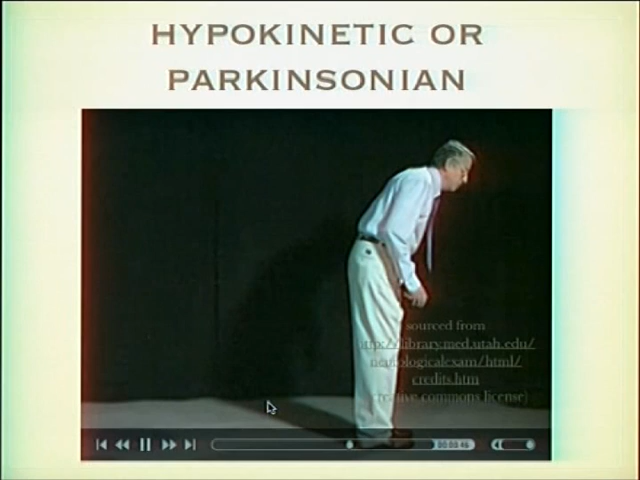 HYPOKINETIC OR
PARKINSONIAN
sourced from
http://library.med.utah.edu/
neurologicalexam/html/
credits.htm
(creative commons license)
00:00:46